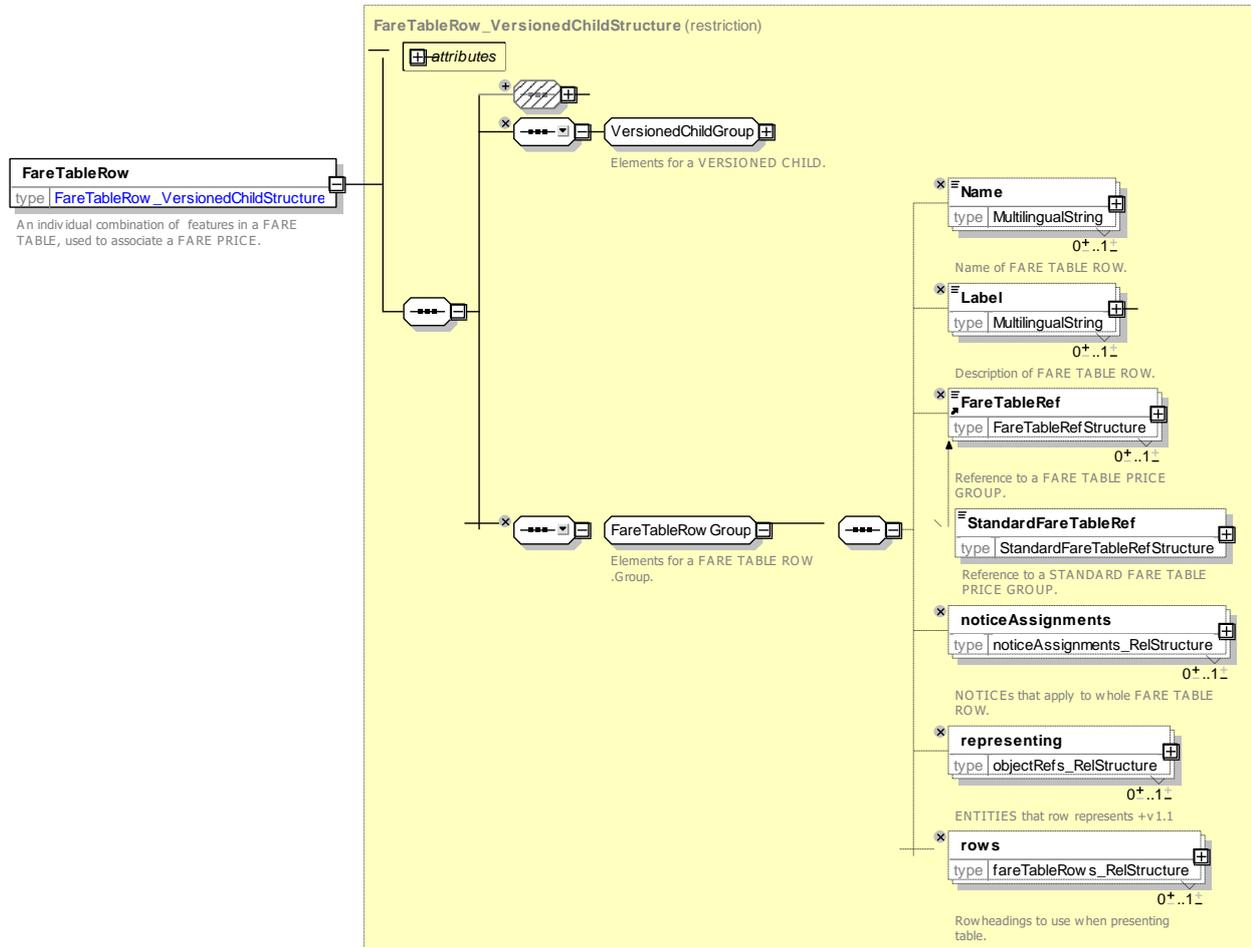 FareTableRow_VersionedChildStructure (restriction)
attributes
VersionedChildGroup
Elements for a VERSIONED CHILD.
FareTableRow
type FareTableRow_VersionedChildStructure
An individual combination of features in a FARE
TABLE, used to associate a FARE PRICE.
Name
type MultilingualString
0..1
Name of FARE TABLE ROW.
Label
type MultilingualString
0..1
Description of FARE TABLE ROW.
FareTableRef
type FareTableRefStructure
0..1
Reference to a FARE TABLE PRICE
GROUP.
StandardFareTableRef
type StandardFareTableRefStructure
Reference to a STANDARD FARE TABLE
PRICE GROUP.
FareTableRow Group
Elements for a FARE TABLE ROW
.Group.
noticeAssignments
type noticeAssignments_RelStructure
0..1
NOTICEs that apply to whole FARE TABLE
ROW.
representing
type objectRefs_RelStructure
0..1
ENTITIES that row represents +v1.1
rows
type fareTableRows_RelStructure
0..1
Rowheadings to use when presenting
table.